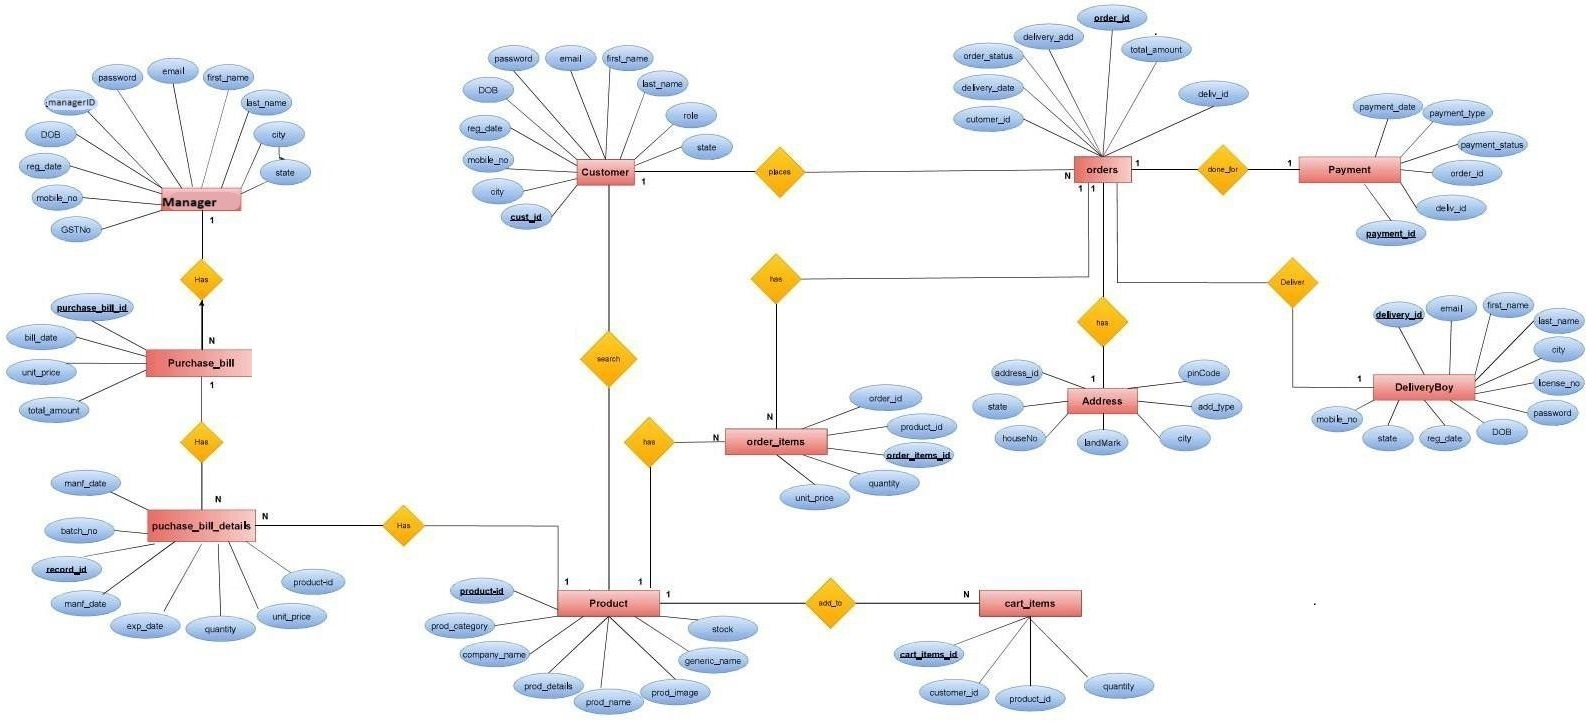 order_id
delivery_add
total_amount
order_status
delivery_date
deliv_id
cutomer_id
password
email
first_name
DOB
last_name
reg_date
role
mobile_no
state
city
cust_id
password
email
first_name
:managerID
last_name
DOB
city
reg_date
state
mobile_no
GSTNo
payment_date
payment_type
payment_status
order_id
deliv_id
payment_id
Manager
1
Customer
1
places
N
orders
1
1 1
done_for
1
Payment
Has
has
Deliver
purchase_bill_id
bill_date
N
unit_price
Purchase_bill
1
total_amount
search
has
1
address_id
pinCode
state
Address
add_type
houseNo
landMark
city
delivery_id
email
first_name
last_name
city
1
DeliveryBoy
license_no
mobile_no
password
state
reg_date
DOB
Has
has
N
N
order_items
order_id
product_id
order_items_id
quantity
unit_price
manf_date
N
puchase_bill_details
N
batch_no
record_id
manf_date
exp_date
quantity
unit_price
product-id
Has
1
1
product-id
Product
1
add_to
N
cart_items
prod_category
stock
company_name
generic_name
prod_details
prod_name
prod_image
cart_items_id
customer_id
product_id
quantity